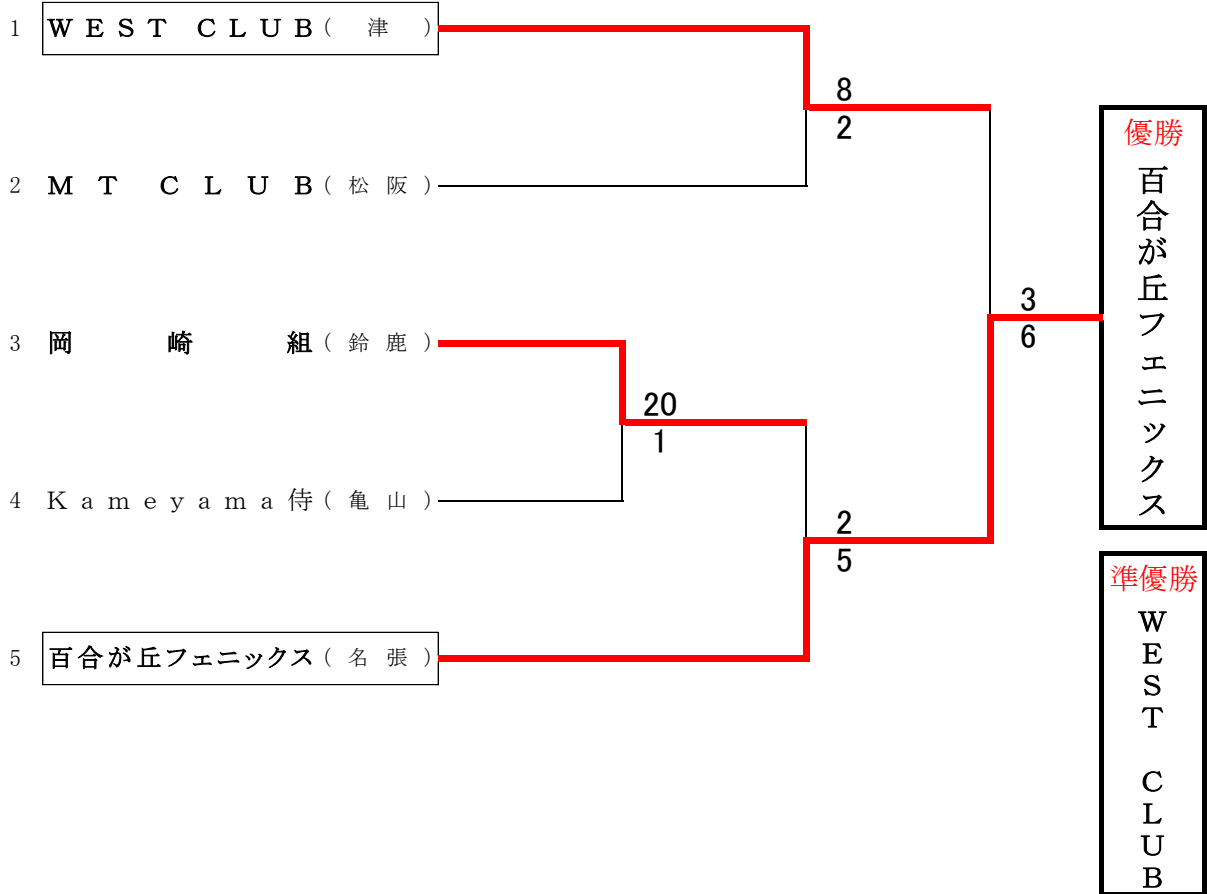 1 WEST CLUB(津)
8
2
2 MT CLUB(松阪)
3 岡崎組(鈴鹿)
20
1
4 Kameyama侍(亀山)
2
5
5 百合が丘フェニックス(名張)
3
6
優勝
百合が丘フェニックス
準優勝
WEST CLUB